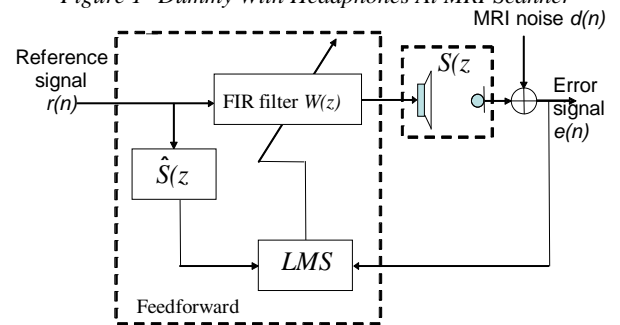 Figure 1 Dummy With Headphones At MRI Scanner
MRI noise d(n)
Reference
signal
r(n)
FIR filter W(z)
S(z
Error
signal
e(n)
Ŝ(z
LMS
Feedforward